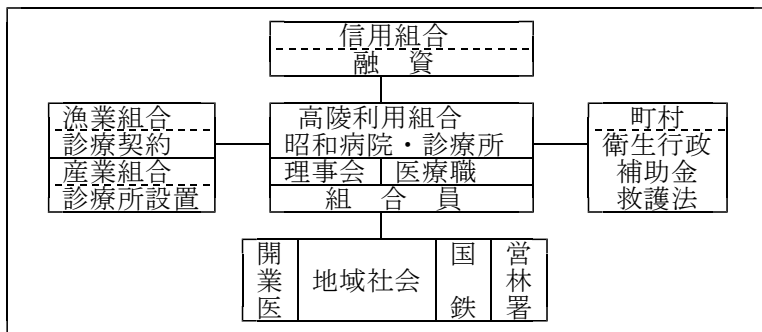 信用組合
融　資
漁業組合
診療契約
産業組合
診療所設置
高陵利用組合
昭和病院・診療所
理事会
医療職
組　合　員
町村
衛生行政
補助金
救護法
開業医
地域社会
国鉄
営林署